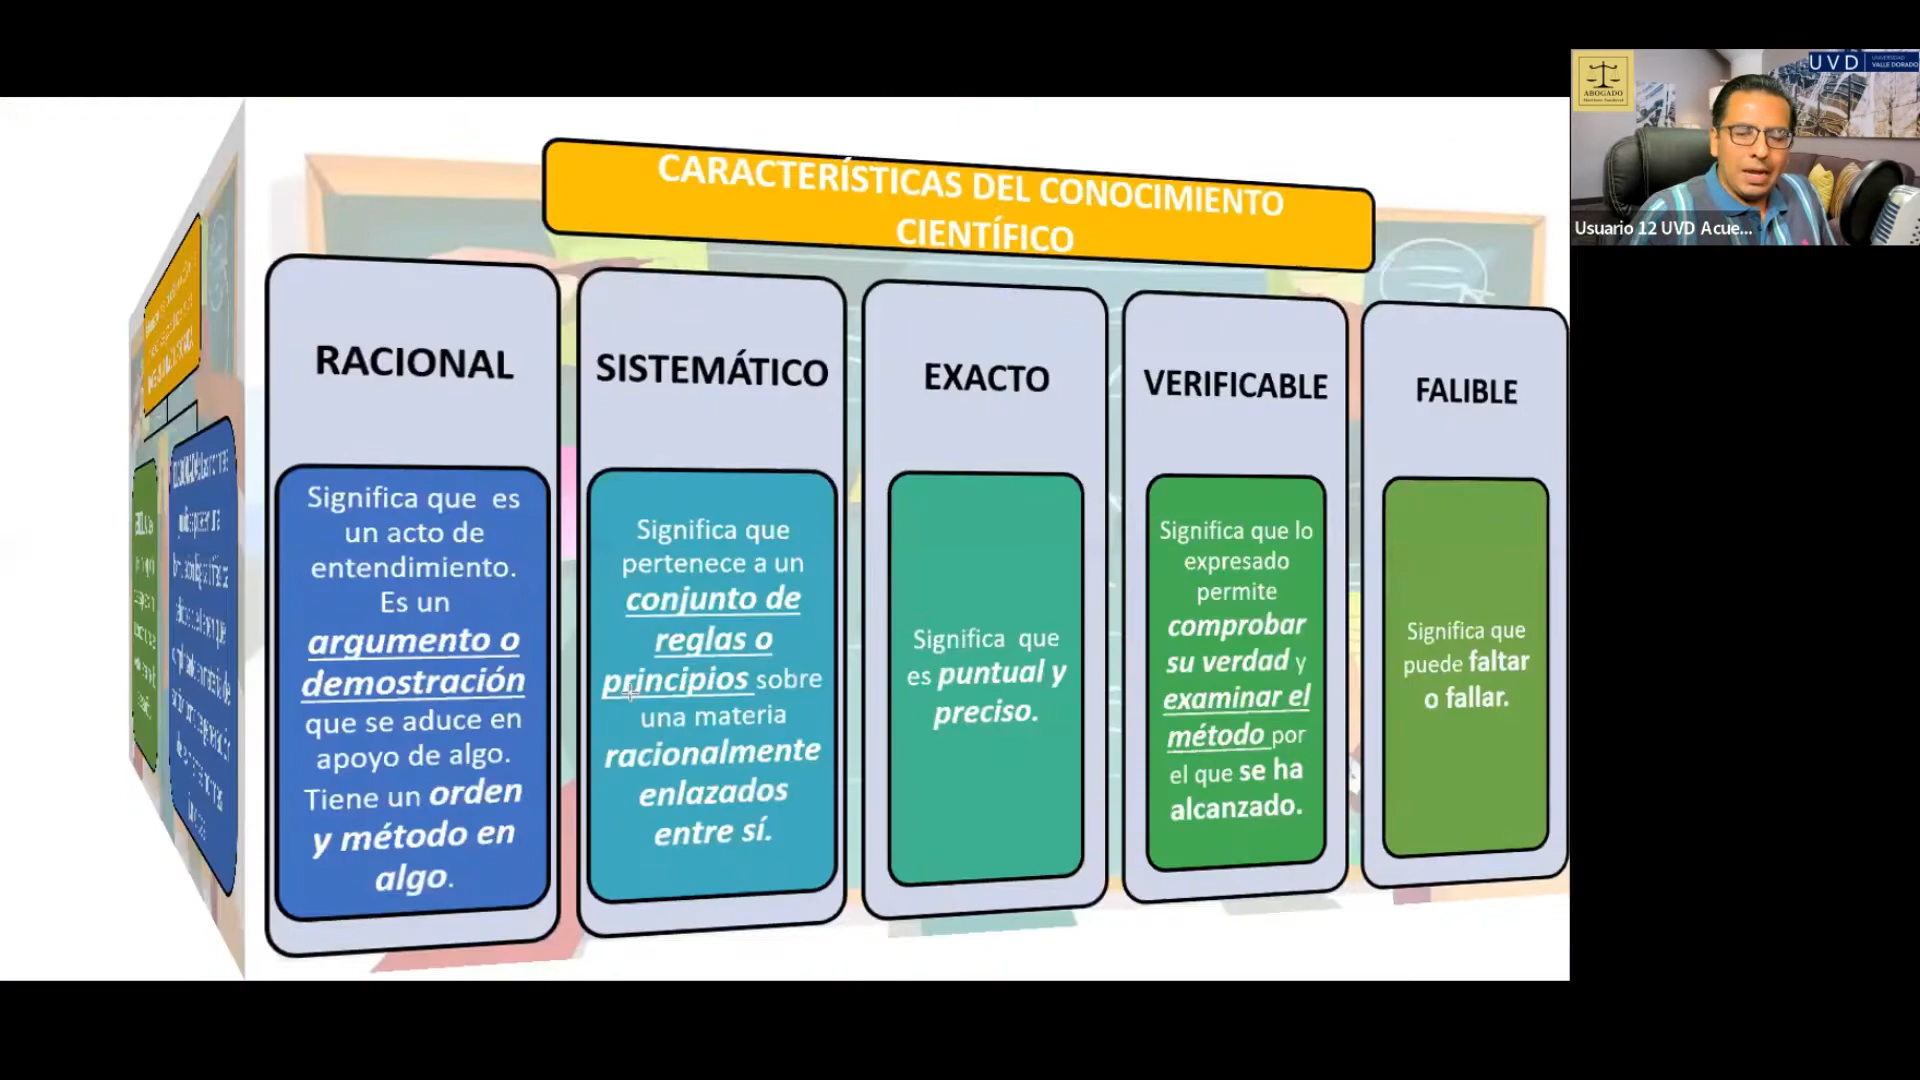 CARACTERÍSTICAS DEL CONOCIMIENTO
CIENTÍFICO
RACIONAL
Significa que es
un acto de
entendimiento.
Es un
argumento o
demostración
que se aduce en
apoyo de algo.
Tiene un orden
y método en
algo.
SISTEMÁTICO
Significa que
pertenece a un
conjunto de
reglas o
principios sobre
una materia
racionalmente
enlazados
entre sí.
EXACTO
Significa que
es puntual y
preciso.
VERIFICABLE
Significa que lo
expresado
permite
comprobar
su verdad y
examinar el
método por
el que se ha
alcanzado.
FALIBLE
Significa que
puede faltar
o fallar.
ABOGADO
UVD
UNIVERSIDAD
VALLE DORADO
Usuario 12 UVD Acue...